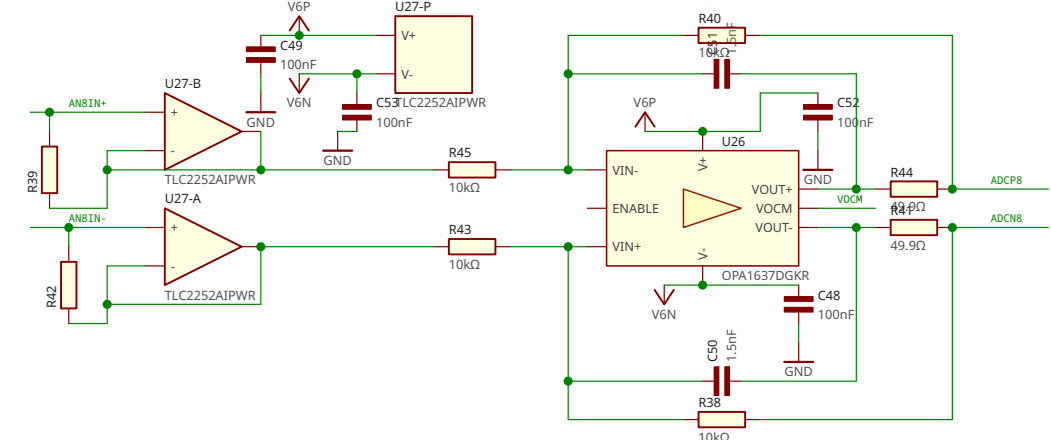 V6P
U27-P
R40
C51
1.5nF
10kΩ
V+
C49
100nF
V-
V6N
C53
TLC2252AIPWR
100nF
U27-B
V6P
C52
100nF
AN8IN+
+
-
GND
GND
U26
V+
R39
R45
VIN-
GND
TLC2252AIPWR
10kΩ
VOUT+
R44
ADCP8
U27-A
ENABLE
VOCM
VOCM
49.9Ω
AN8IN-
+
-
R43
VIN+
VOUT-
R41
ADCN8
10kΩ
V-
49.9Ω
R42
TLC2252AIPWR
OPA1637DGKR
V6N
C48
100nF
C50
1.5nF
GND
R38
10kΩ